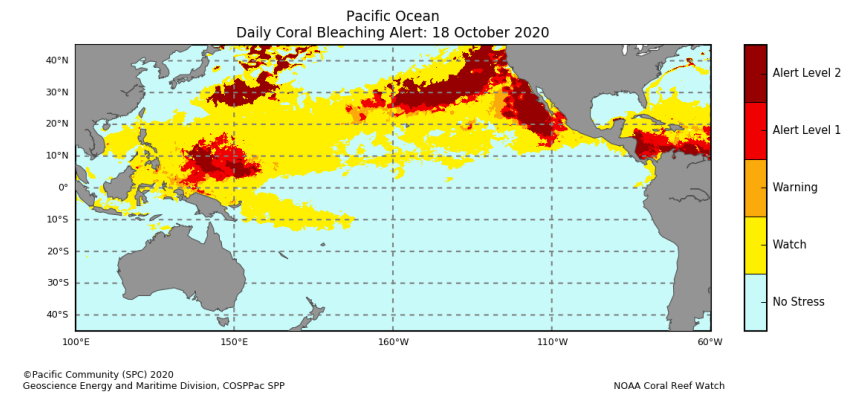 Pacific Ocean
Daily Coral Bleaching Alert: 18 October 2020
40°N
30°N
20°N
10°N
0°
10°S
20°S
30°S
40°S
100°E
150°E
160°W
110°W
60°W
Alert Level 2
Alert Level 1
Warning
Watch
No Stress
©Pacific Community (SPC) 2020
Geoscience Energy and Maritime Division, COSPPac SPP
NOAA Coral Reef Watch